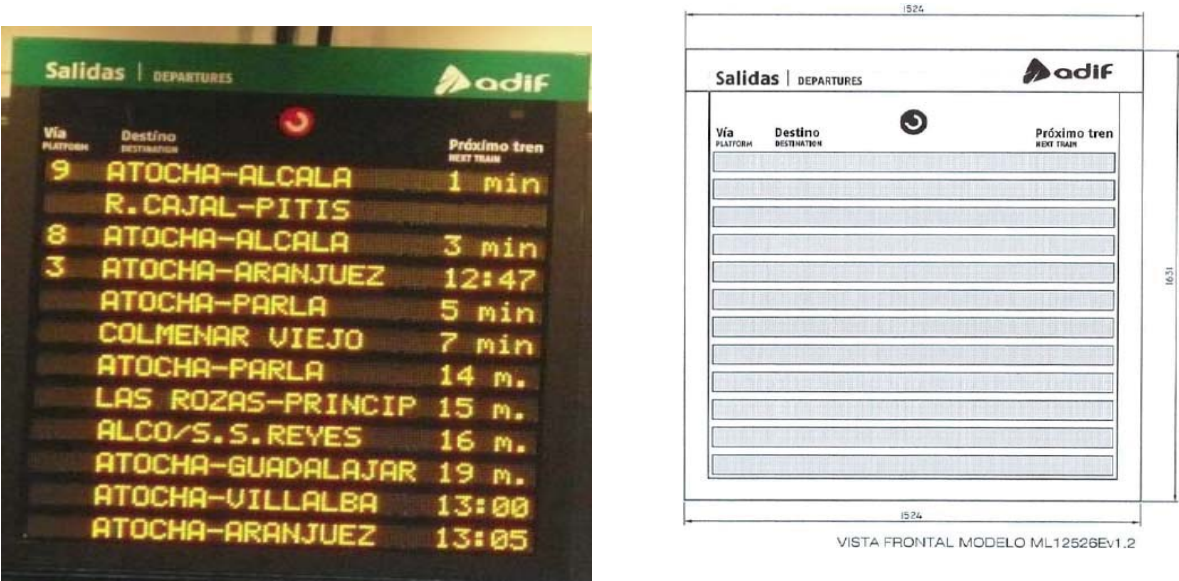 Salidas | DEPARTURES adif
Vía Destino Próximo tren
PLATFORM DESTINATION NEXT TRAIN
9 ATOCHA-ALCALA 1 min
R.CAJAL-PITIS
8 ATOCHA-ALCALA 3 min
3 ATOCHA-ARANJUEZ 12:47
ATOCHA-PARLA 5 min
COLMENAR VIEJO 7 min
ATOCHA-PARLA 14 m.
LAS ROZAS-PRINCIP 15 m.
ALCO/S.S.REYES 16 m.
ATOCHA-GUADALAJAR 19 m.
ATOCHA-VILLALBA 13:00
ATOCHA-ARANJUEZ 13:05
1524
Salidas | DEPARTURES adif
Vía Destino Próximo tren
PLATFORM DESTINATION NEXT TRAIN
1631
1524
VISTA FRONTAL MODELO ML12526Ev1.2